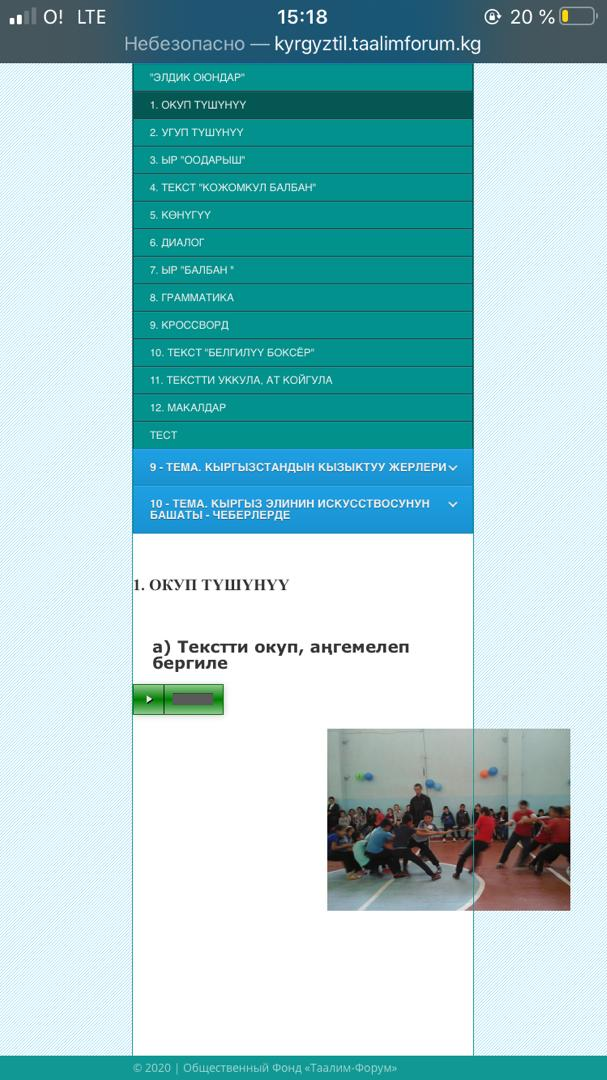 O! LTE 15:18 20 %
Небезопасно — kyrgyztil.taalimforum.kg
"ЭЛДИК ОЮНДАР"
1. ОКУП ТҮШҮНҮҮ
2. УГУП ТҮШҮНҮҮ
3. ЫР "ООДАРЫШ"
4. ТЕКСТ "КОЖОМКУЛ БАЛБАН"
5. КӨНҮГҮҮ
6. ДИАЛОГ
7. ЫР "БАЛБАН "
8. ГРАММАТИКА
9. КРОССВОРД
10. ТЕКСТ "БЕЛГИЛҮҮ БОКСЁР"
11. ТЕКСТТИ УККУЛА, АТ КОЙГУЛА
12. МАКАЛДАР
ТЕСТ
9 - ТЕМА. КЫРГЫЗСТАНДЫН КЫЗЫКТУУ ЖЕРЛЕРИ
10 - ТЕМА. КЫРГЫЗ ЭЛИНИН ИСКУССТВОСУНУН
БАШАТЫ - ЧЕБЕРЛЕРДЕ
1. ОКУП ТҮШҮНҮҮ
а) Текстти окуп, аңгемелеп
бергиле
© 2020 | Общественный Фонд «Таалим-Форум»